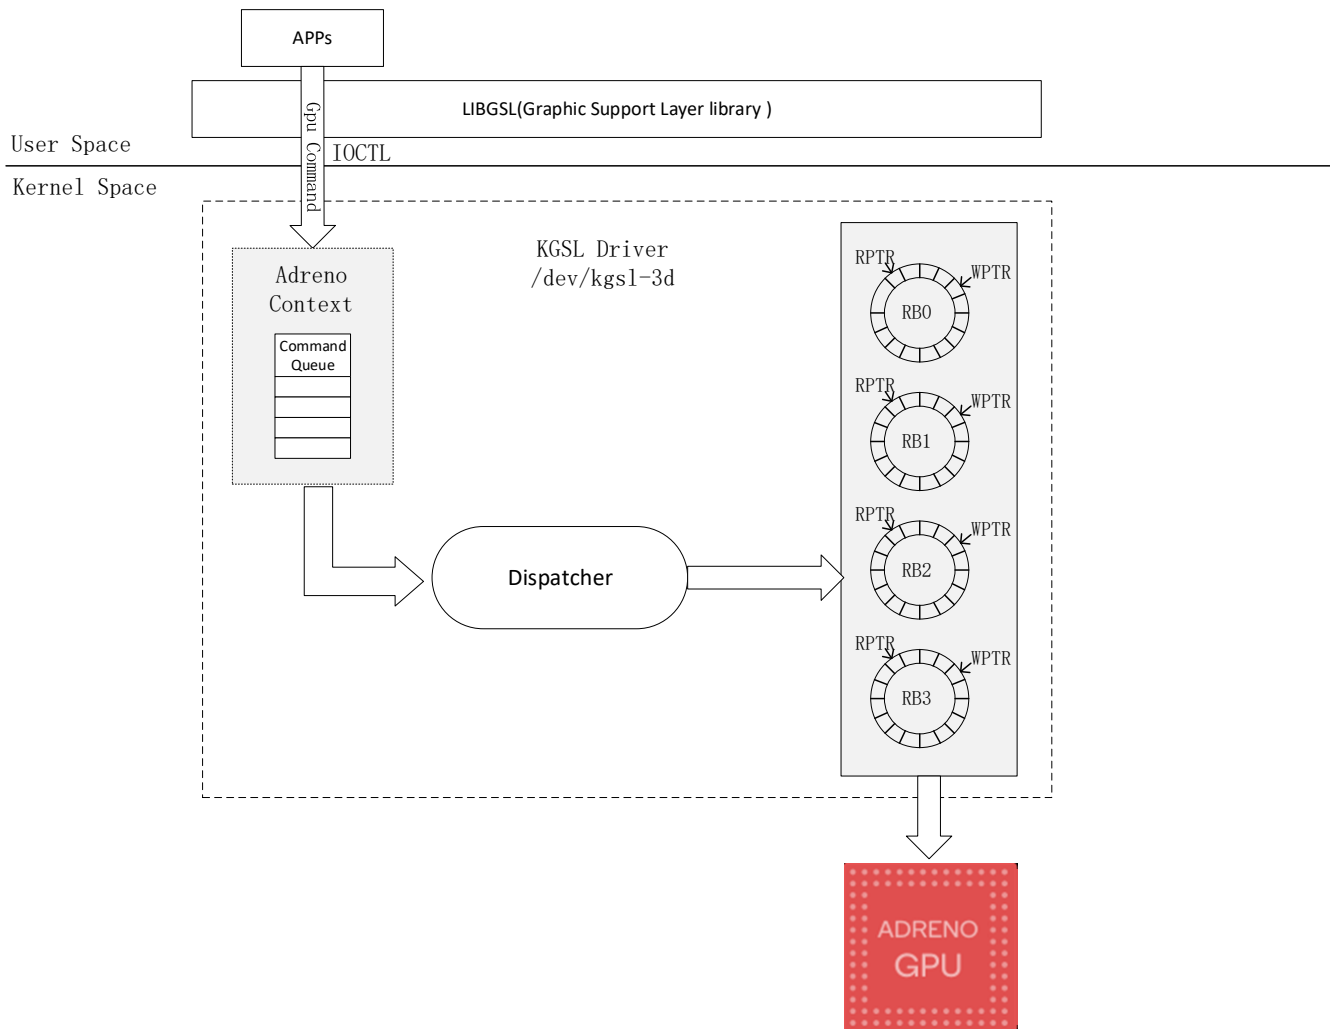 APPs
LIBGSL(Graphic Support Layer library )
Gpu Command
User Space
IOCTL
Kernel Space
KGSL Driver
/dev/kgsl-3d
Adreno
Context
Command
Queue
Dispatcher
RPTR
WPTR
RB0
RPTR
WPTR
RB1
RPTR
WPTR
RB2
RPTR
WPTR
RB3
ADRENO
GPU